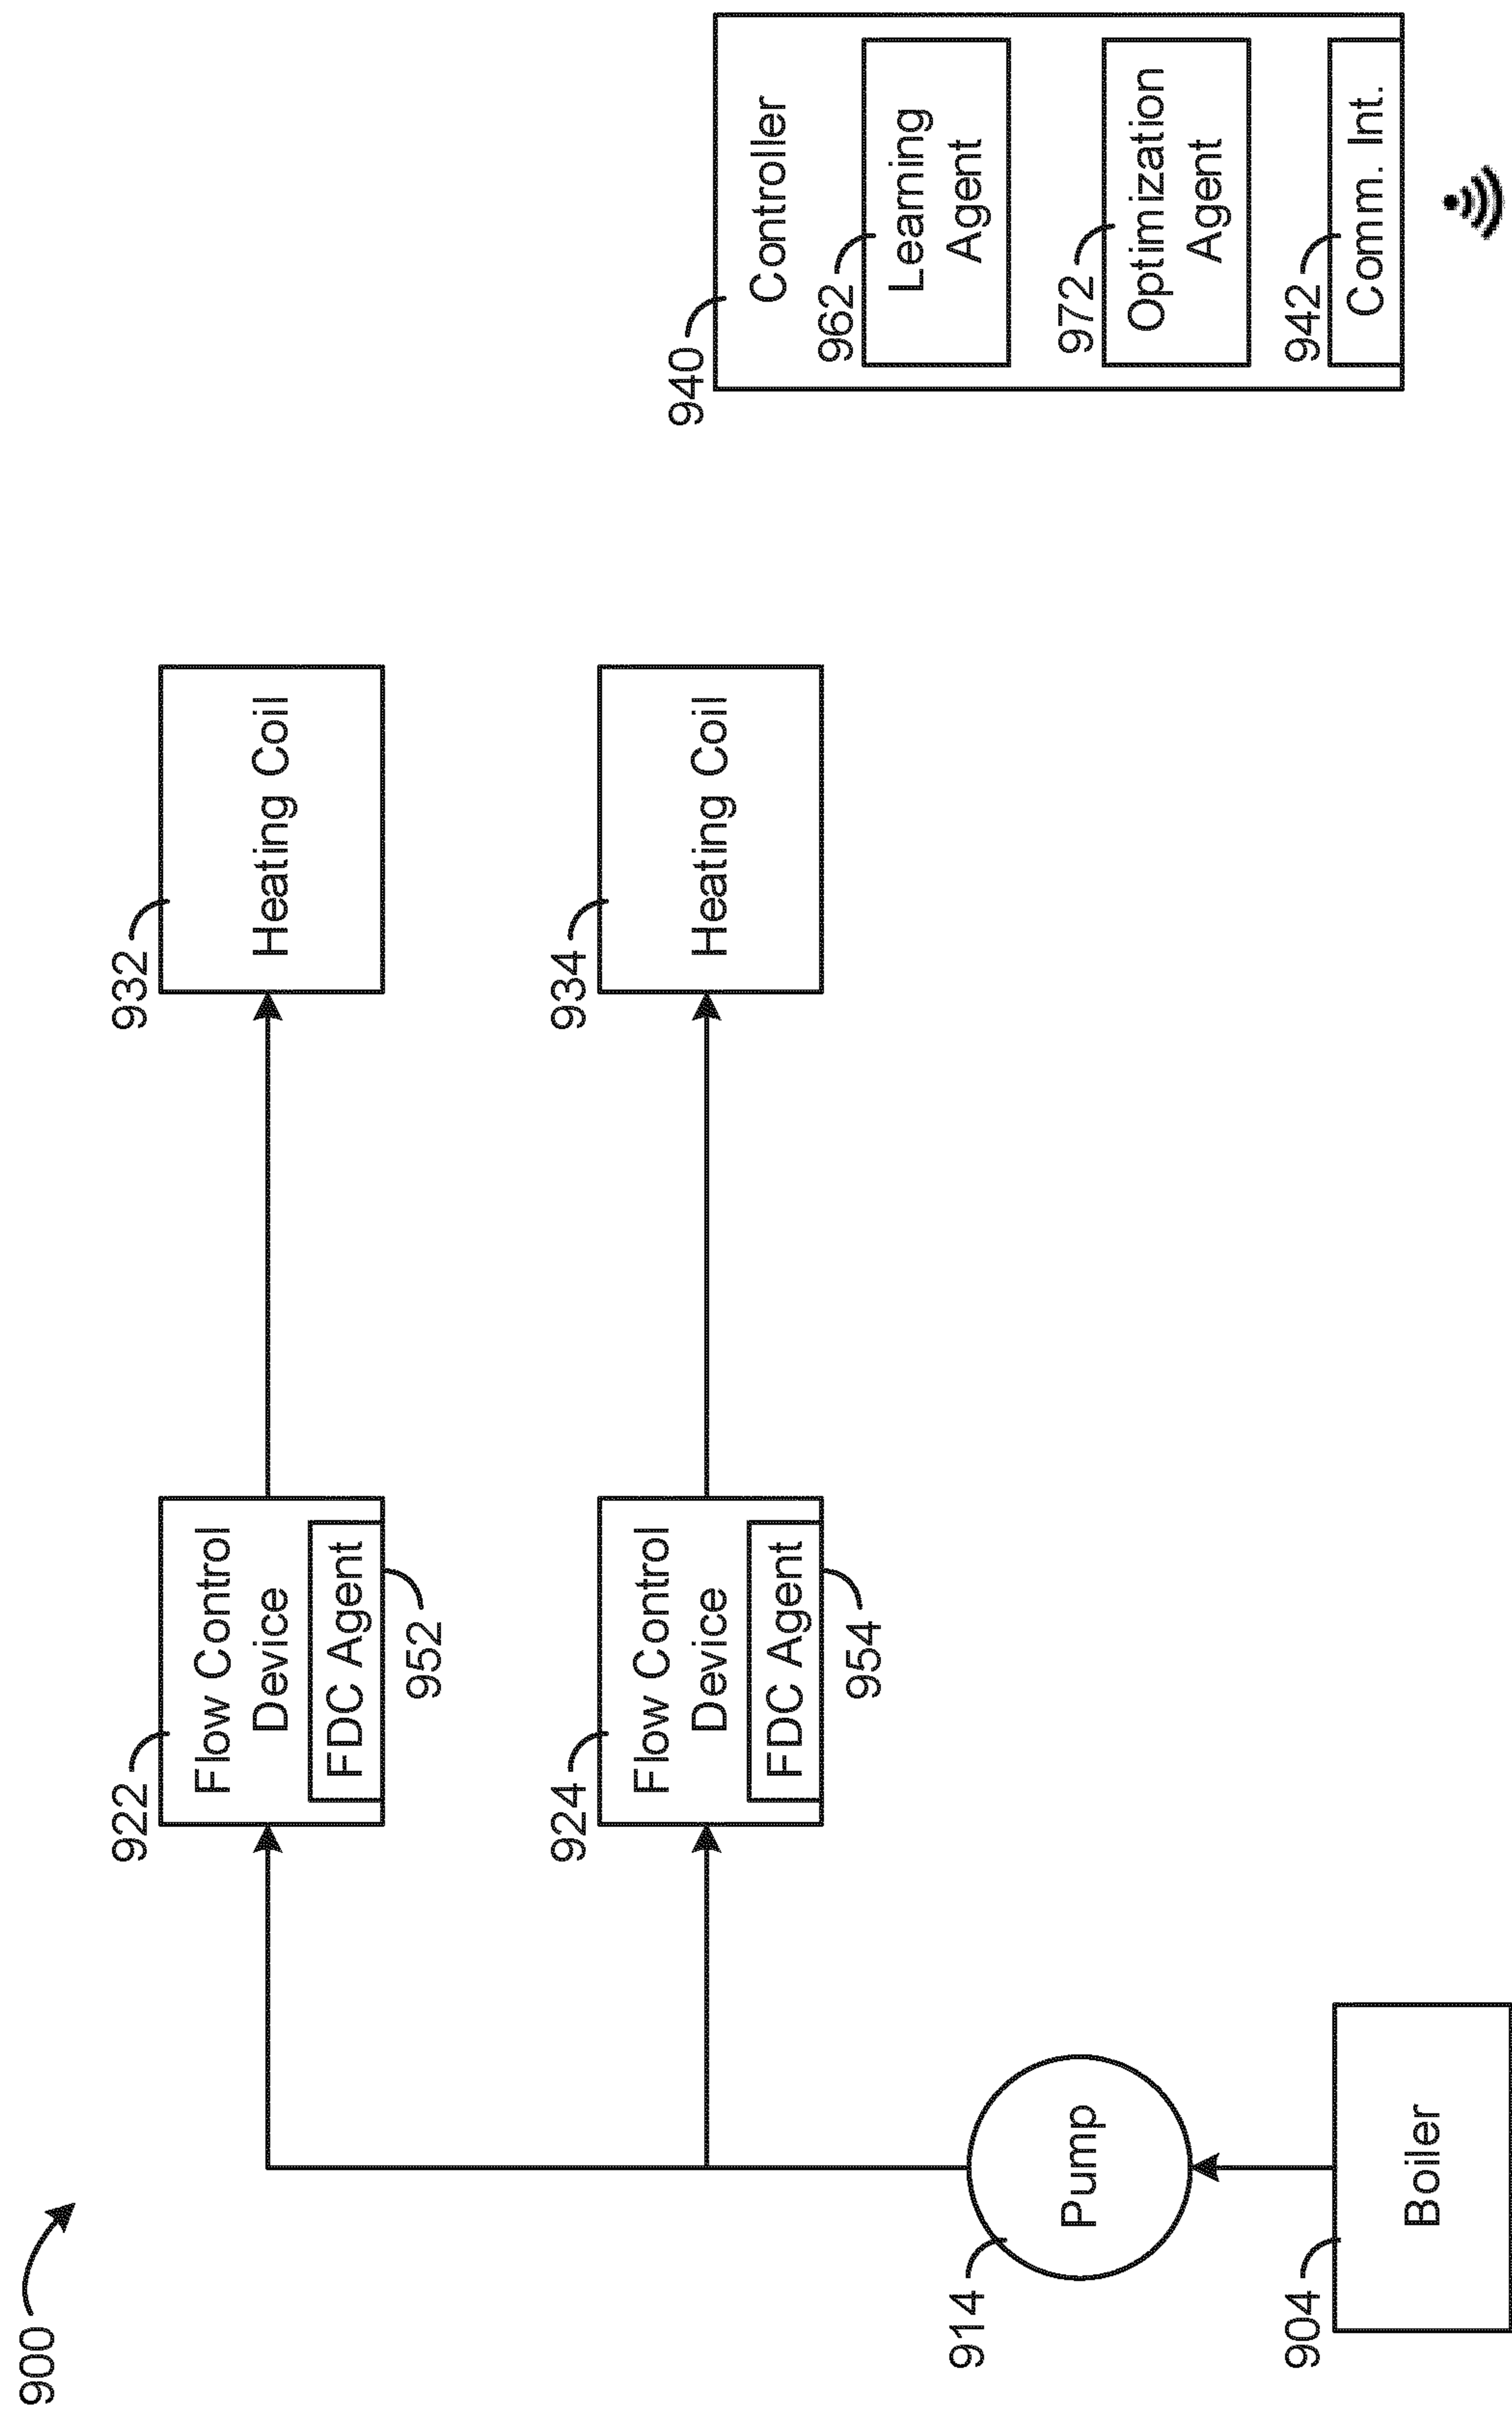 900
922
Flow Control
Device
FDC Agent
952
932
Heating Coil
924
Flow Control
Device
FDC Agent
954
934
Heating Coil
940
Controller
962
Learning
Agent
972
Optimization
Agent
942
Comm. Int.
914
Pump
904
Boiler